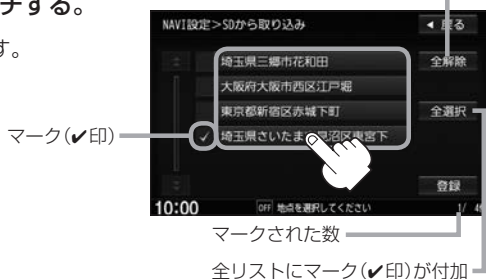 チする。
す。
NAVI設定>SDから取り込み
◀ 戻る
埼玉県三郷市花和田
全解除
大阪府大阪市西区江戸堀
東京都新宿区赤城下町
全選択
マーク(✔印)
✓ 埼玉県さいたま 見沼区東宮下
登録
10:00
OFF 地点を選択してください
1/ 4
マークされた数
全リストにマーク(✔印)が付加